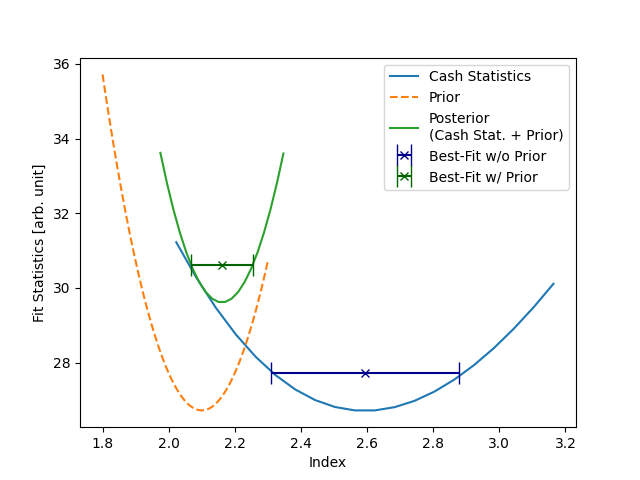 36
34
32
30
28
Fit Statistics [arb. unit]
1.8
2.0
2.2
2.4
2.6
2.8
3.0
3.2
Index
Cash Statistics
Prior
Posterior
(Cash Stat. + Prior)
Best-Fit w/o Prior
Best-Fit w/ Prior